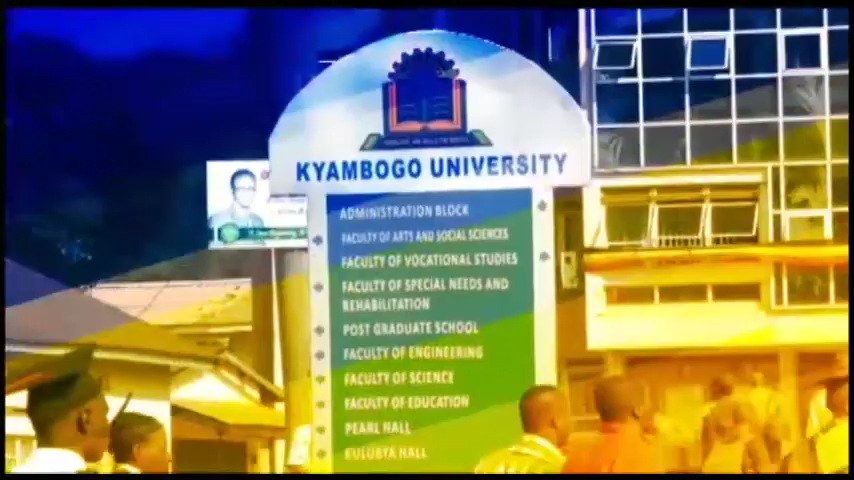 KYAMBOGO UNIVERSITY
ADMINISTRATION BLOCK
FACULTY OF ARTS AND SOCIAL SCIENCES
FACULTY OF VOCATIONAL STUDIES
FACULTY OF SPECIAL NEEDS AND
REHABILITATION
POST GRADUATE SCHOOL
FACULTY OF ENGINEERING
FACULTY OF SCIENCE
FACULTY OF EDUCATION
PEARL HALL
KULUBYA HALL